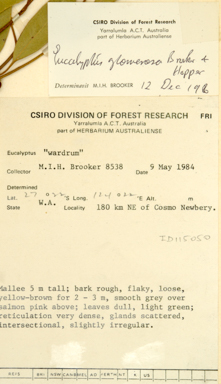 CSIRO Division of Forest Research
Yarralumla A.C.T. Australia
part of Herbarium Australiense
Eucalyptus glomerosa Brooker &
Hopper
Determinavit M.I.H. BROOKER 12 Dec
CSIRO DIVISION OF FOREST RESEARCH FRI
Yarralumla A.C.T. Australia
part of HERBARIUM AUSTRALIENSE
Eucalyptus "wardrum"
Collector M.I.H. Brooker 8538 Date 9 May 1984
Determined
Lat. S Long. E Alt. m
State W.A. Locality 180 km NE of Cosmo Newbery.
ID115050
Mallee 5 m tall; bark rough, flaky, loose,
yellow-brown for 2 - 3 m, smooth grey over
salmon pink above; leaves dull, light green;
reticulation very dense, glands scattered,
intersectional, slightly irregular.